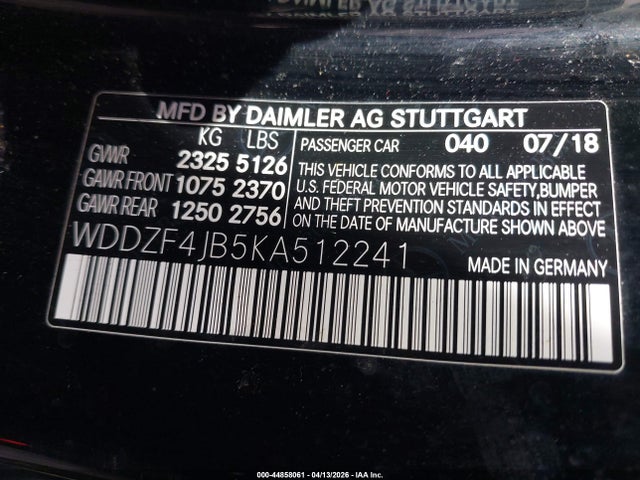 MFD BY DAIMLER AG STUTTGART
KG LBS
GVWR 2325 5126
GAWR FRONT 1075 2370
GAWR REAR 1250 2756
PASSENGER CAR 040 07/18
THIS VEHICLE CONFORMS TO ALL APPLICABLE
U.S. FEDERAL MOTOR VEHICLE SAFETY,BUMPER
AND THEFT PREVENTION STANDARDS IN EFFECT
ON THE DATE OF MANUFACTURE SHOWN ABOVE
WDDZF4JB5KA512241 MADE IN GERMANY
000-44858061 - 04/13/2026 - IAA Inc.